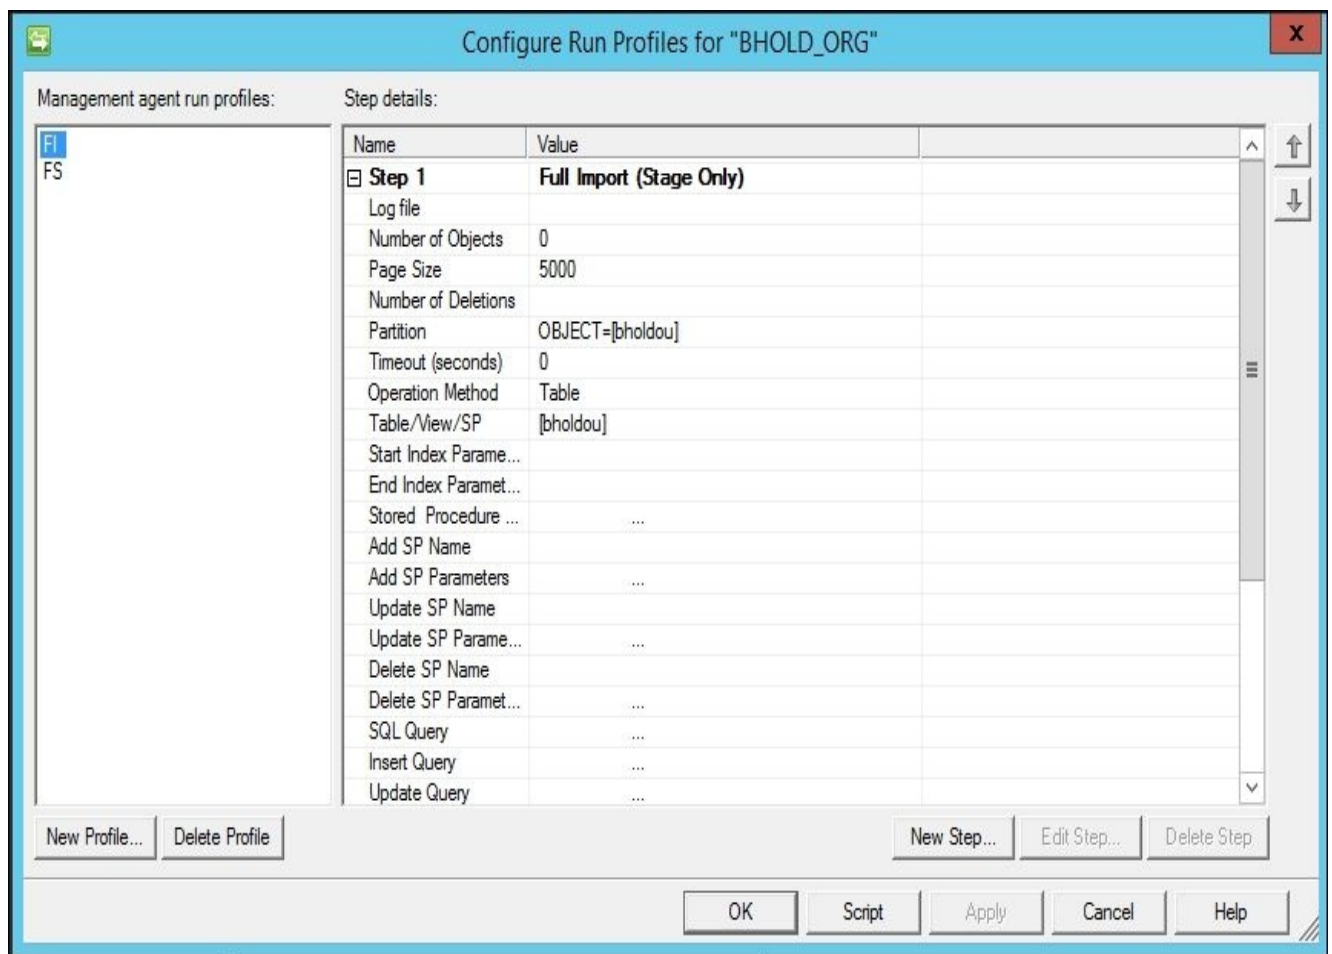 Configure Run Profiles for "BHOLD_ORG"
X
Management agent run profiles:
Step details:
FI
FS
Name Value
Step 1 Full Import (Stage Only)
Log file
Number of Objects 0
Page Size 5000
Number of Deletions
Partition OBJECT=[bholdou]
Timeout (seconds) 0
Operation Method Table
Table/View/SP [bholdou]
Start Index Parame...
End Index Paramet...
Stored Procedure ... ...
Add SP Name
Add SP Parameters ...
Update SP Name
Update SP Parame... ...
Delete SP Name
Delete SP Paramet... ...
SQL Query ...
Insert Query ...
Update Query ...
New Profile... Delete Profile New Step... Edit Step... Delete Step
OK Script Apply Cancel Help